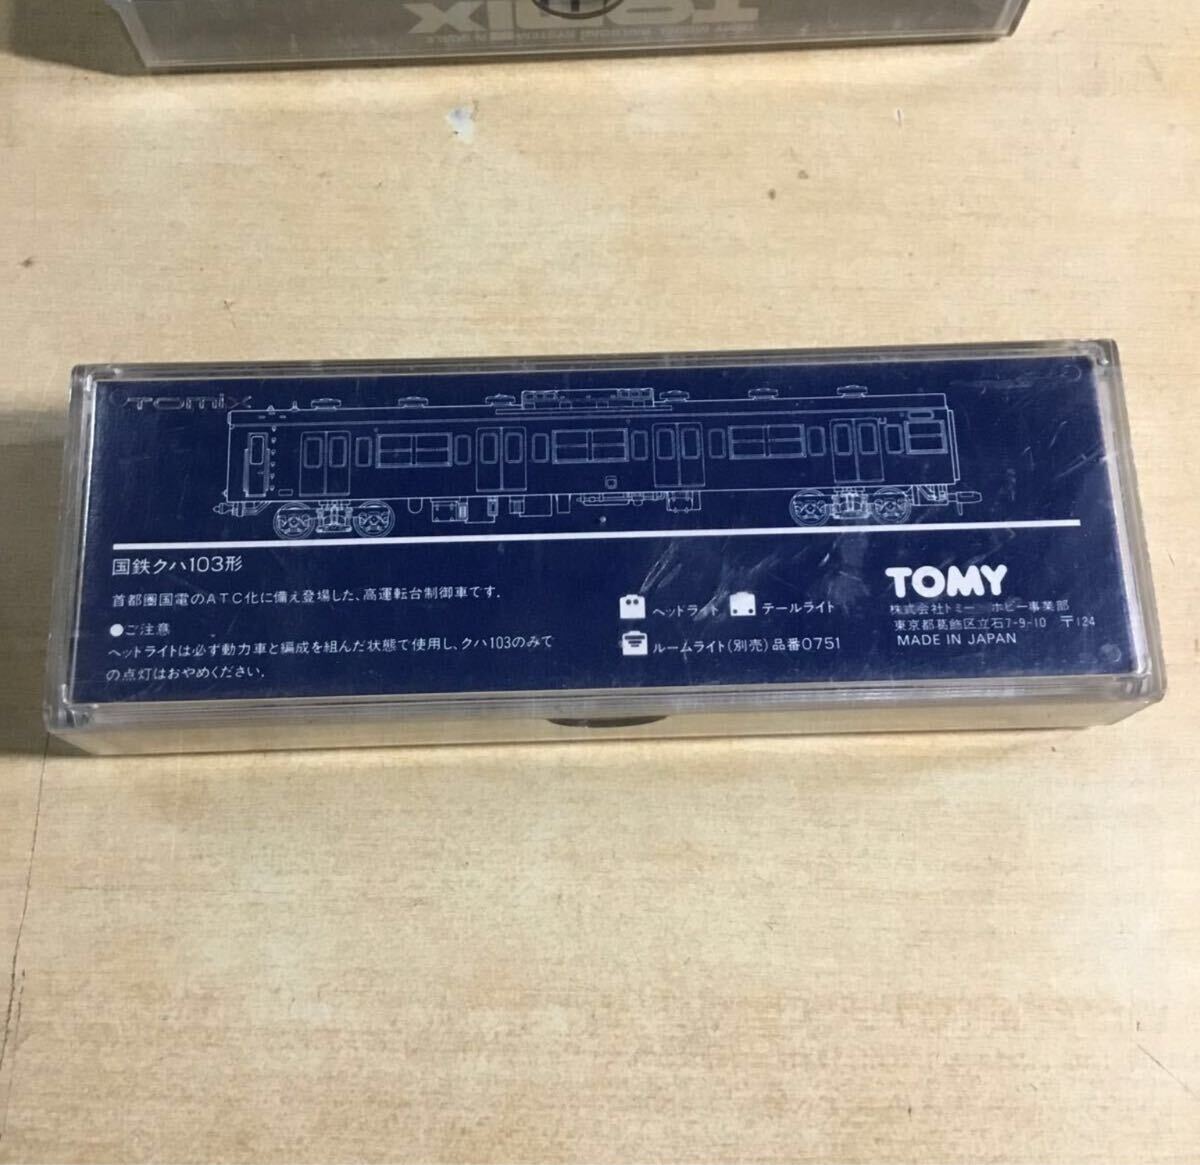 TOMIX
TOMIX
国鉄クハ103形
首都圏国電のATC化に備え登場した、高運転台制御車です.
●ご注意
ヘットライトは必ず動力車と編成を組んだ状態で使用し、クハ103のみて
の点灯はおやめください.
ヘッドライト テールライト
ルームライト(別売)品番0751
TOMY
株式会社トミー ホビー事業部
東京都葛飾区立石7-9-10 〒124
MADE IN JAPAN